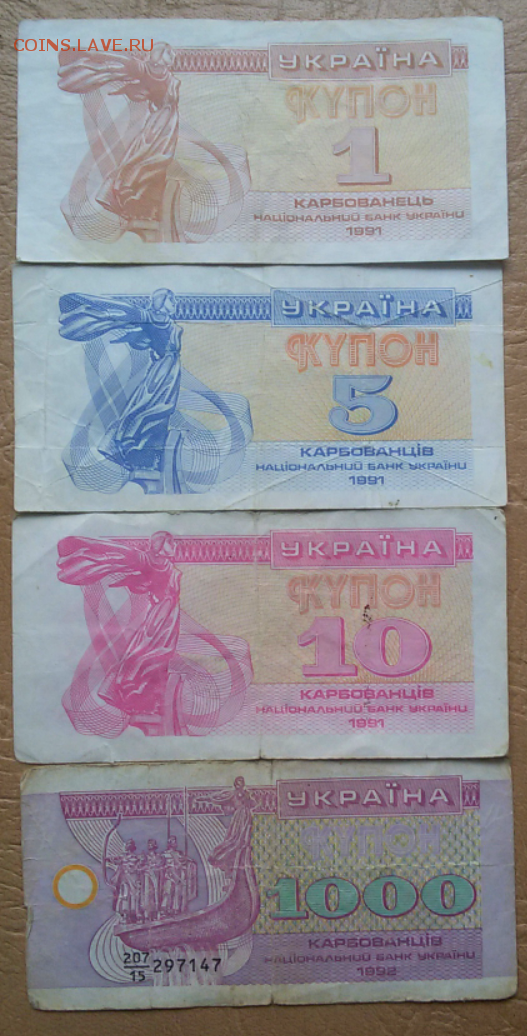 COINS.LAVE.RU
УКРАЇНА
КУПОН
1
КАРБОВАНЕЦЬ
НАЦІОНАЛЬНИЙ БАНК УКРАЇНИ
1991
УКРАЇНА
КУПОН
5
КАРБОВАНЦІВ
НАЦІОНАЛЬНИЙ БАНК УКРАЇНИ
1991
УКРАЇНА
КУПОН
10
КАРБОВАНЦІВ
НАЦІОНАЛЬНИЙ БАНК УКРАЇНИ
1991
УКРАЇНА
КУПОН
1000
КАРБОВАНЦІВ
НАЦІОНАЛЬНИЙ БАНК УКРАЇНИ
1992
207/15 297147